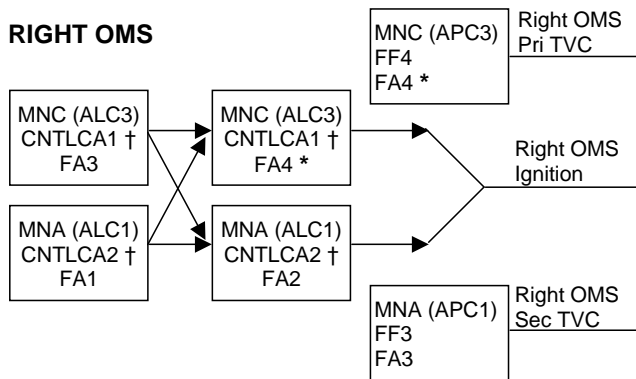 RIGHT OMS
MNC (APC3)
FF4
FA4 *
Right OMS
Pri TVC
MNC (ALC3)
CNTLCA1 †
FA3
MNC (ALC3)
CNTLCA1 †
FA4 *
Right OMS
Ignition
MNA (ALC1)
CNTLCA2 †
FA1
MNA (ALC1)
CNTLCA2 †
FA2
MNA (APC1)
FF3
FA3
Right OMS
Sec TVC